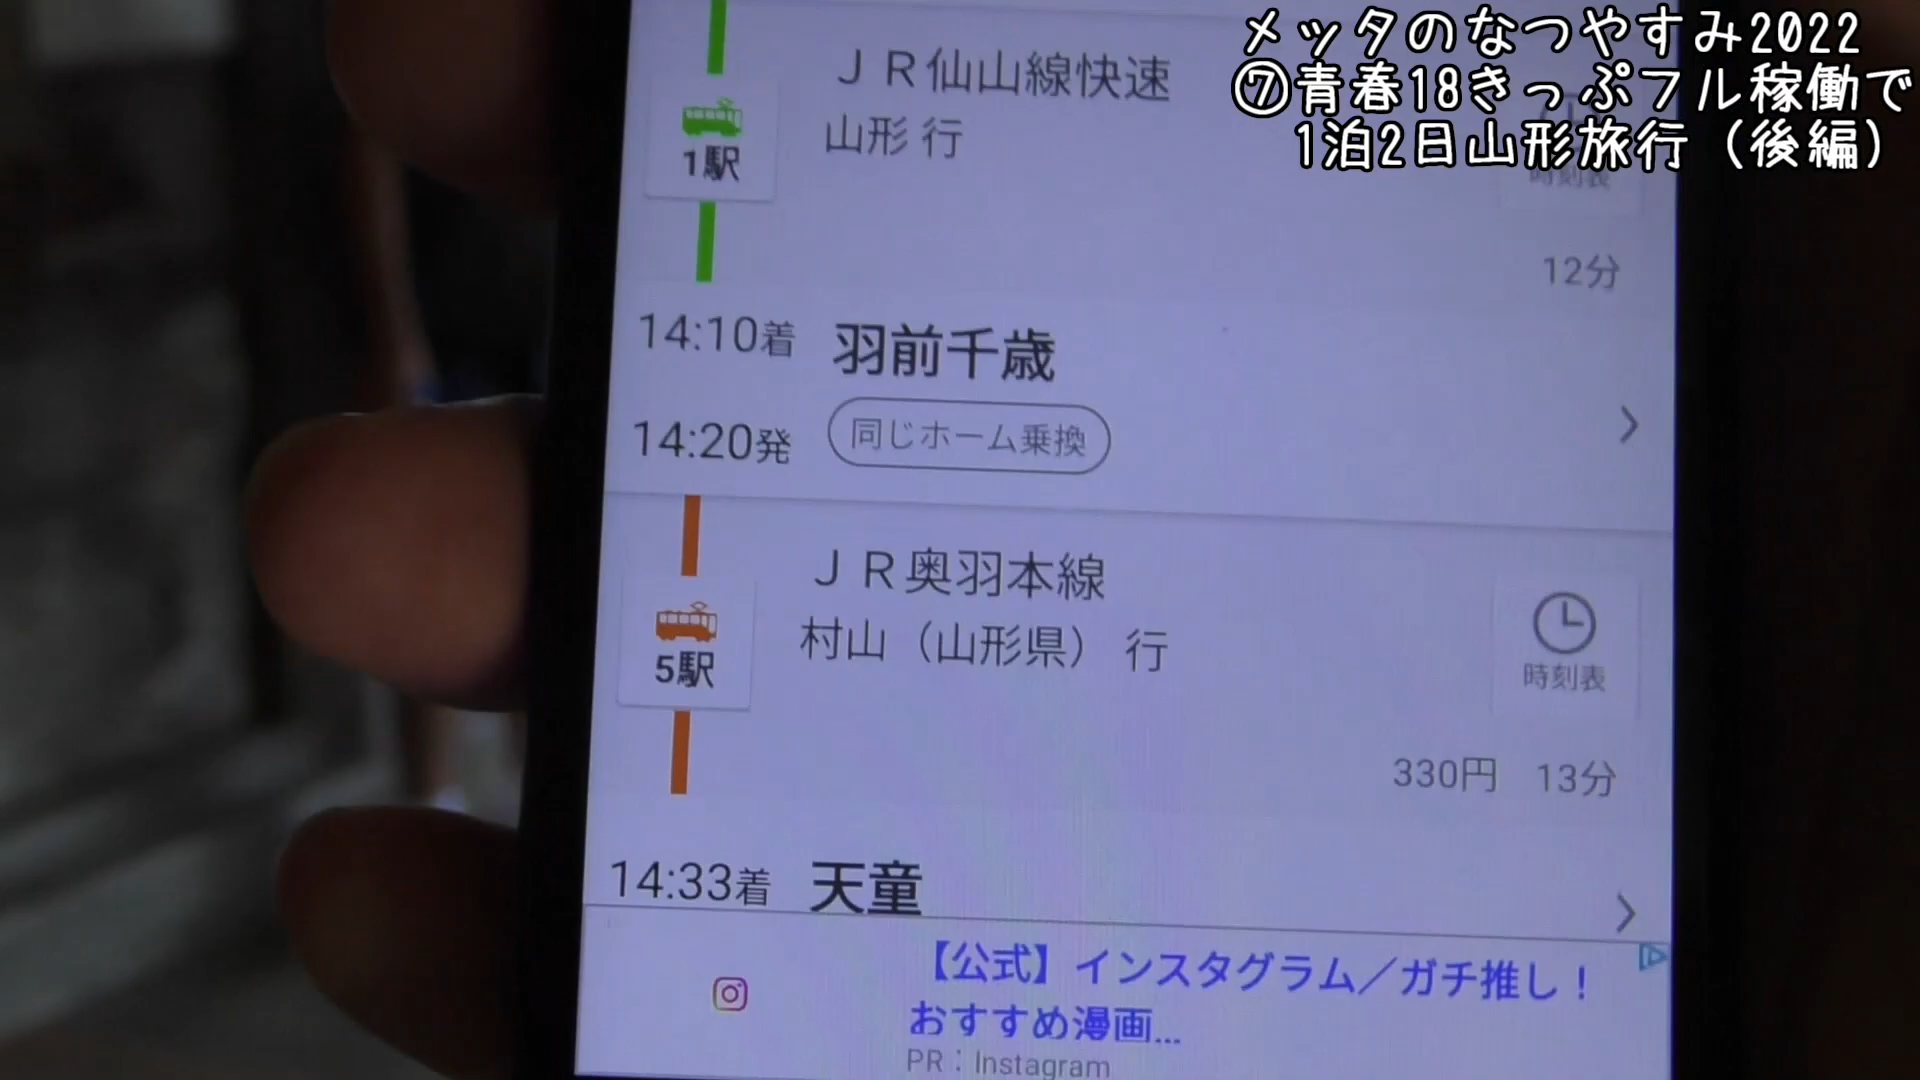 メッタのなつやすみ2022
⑦青春18きっぷフル稼働で
1泊2日山形旅行（後編）
ＪＲ仙山線快速
山形 行
1駅
時刻表
12分
14:10着 羽前千歳
14:20発 同じホーム乗換
ＪＲ奥羽本線
村山（山形県） 行
5駅
時刻表
330円 13分
14:33着 天童
【公式】インスタグラム／ガチ推し！
おすすめ漫画...
PR：Instagram